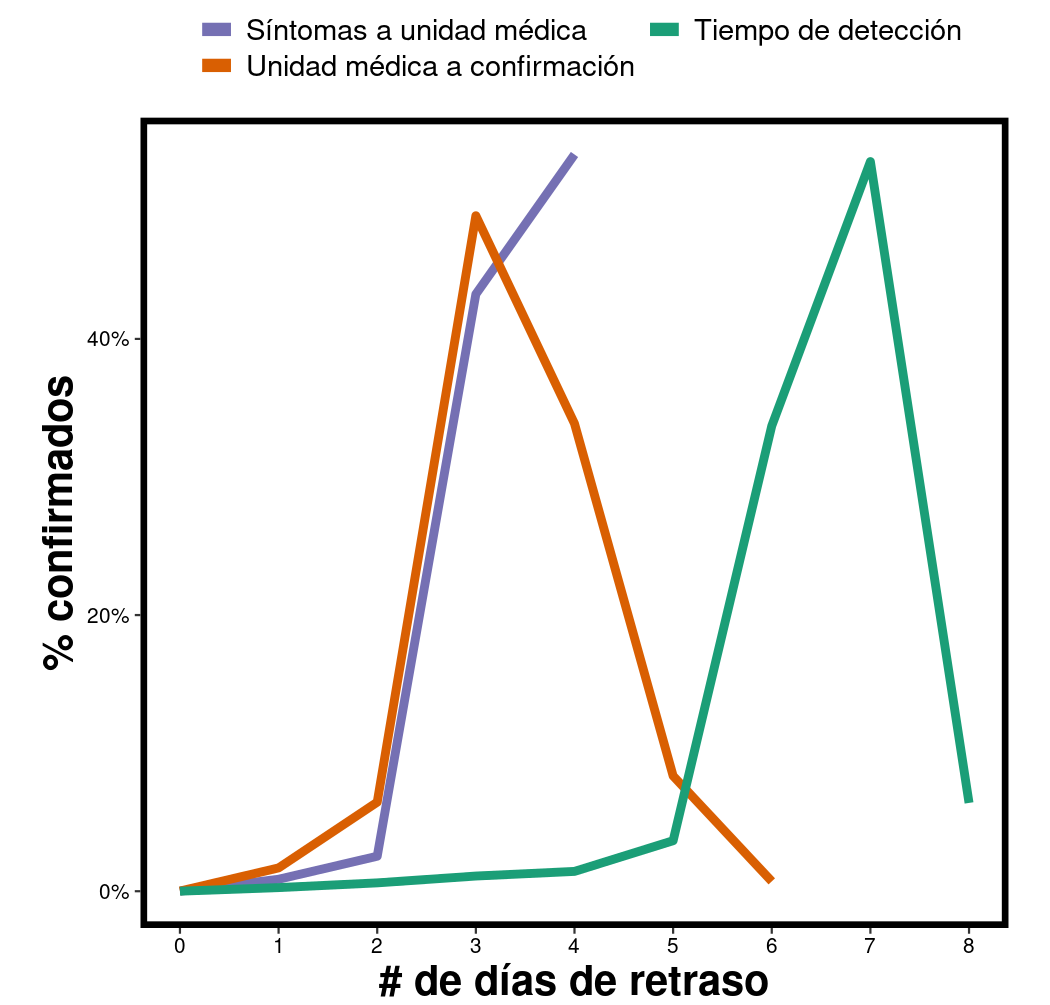 Síntomas a unidad médica
Tiempo de detección
Unidad médica a confirmación
% confirmados
40%
20%
0%
0 1 2 3 4 5 6 7 8
# de días de retraso